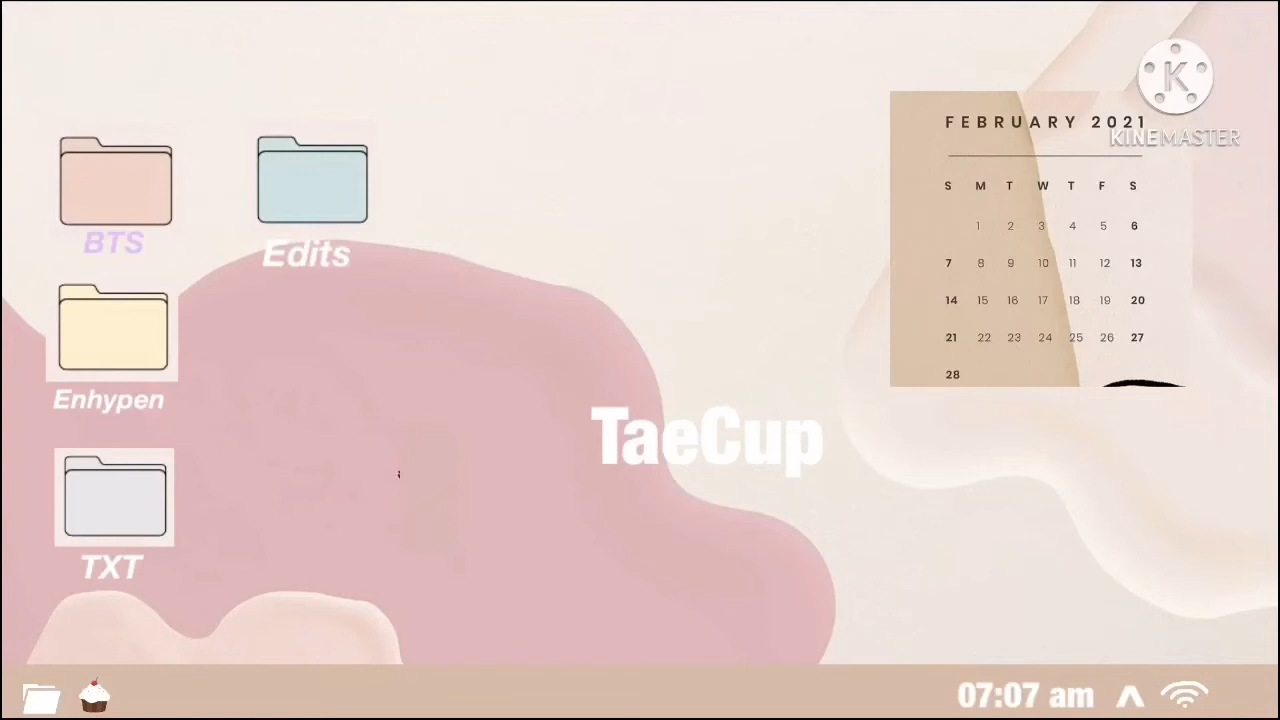 K
KINEMASTER
FEBRUARY 2021
S M T W T F S
1 2 3 4 5 6
7 8 9 10 11 12 13
14 15 16 17 18 19 20
21 22 23 24 25 26 27
28
BTS
Edits
Enhypen
TXT
TaeCup
07:07 am